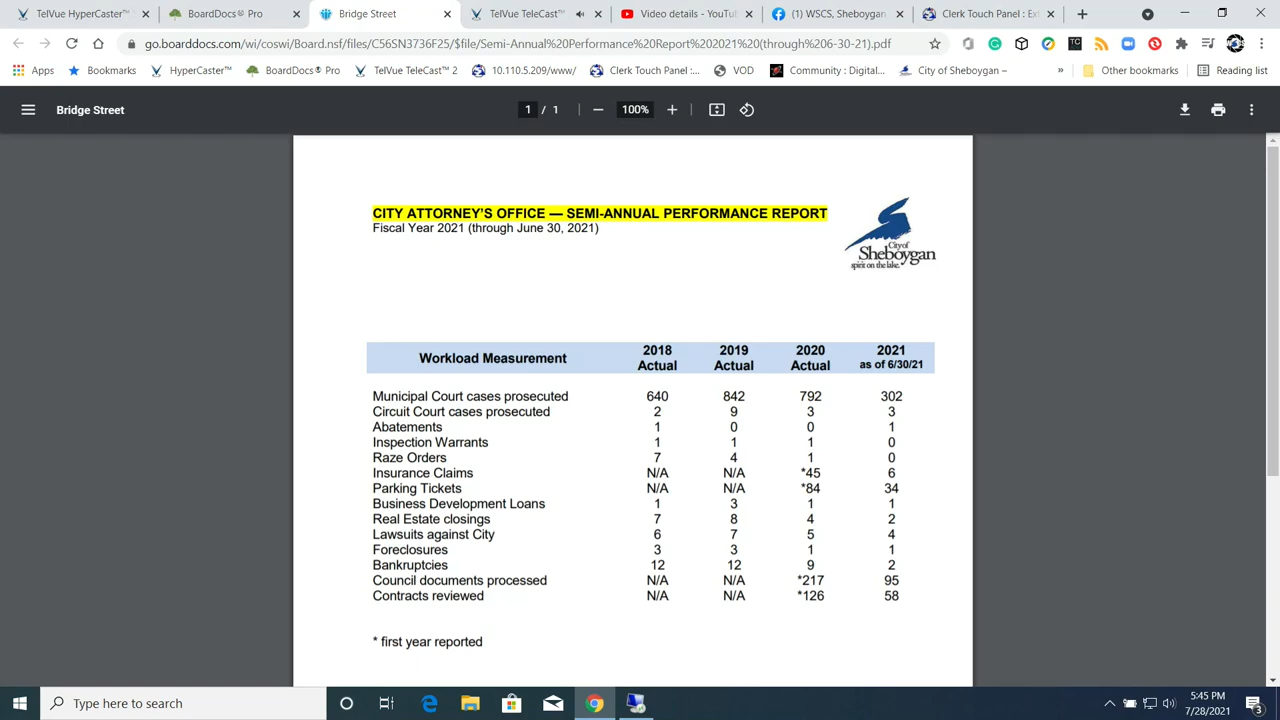 TelVue HyperCaster™
BoardDocs® Pro
Bridge Street
TelVue TeleCast™
Video details - YouTu
(1) WSCS, Sheboygan
Clerk Touch Panel : Ex
go.boarddocs.com/wi/coswi/Board.nsf/files/C56SN373F25C/$file/Semi-Annual%20Performance%20Report%202021%20(through%206-30-21).pdf
Apps
Bookmarks
HyperCaster™
BoardDocs® Pro
TelVue TeleCast™ 2
10.110.5.209/www/
Clerk Touch Panel :...
VOD
Community : Digital...
City of Sheboygan –
»
Other bookmarks
Reading list
Bridge Street
1 / 1
100%
CITY ATTORNEY'S OFFICE — SEMI-ANNUAL PERFORMANCE REPORT
Fiscal Year 2021 (through June 30, 2021)
City of
Sheboygan
spirit on the lake.
Workload Measurement 2018 Actual 2019 Actual 2020 Actual 2021 as of 6/30/21
Municipal Court cases prosecuted 640 842 792 302
Circuit Court cases prosecuted 2 9 3 3
Abatements 1 0 0 1
Inspection Warrants 1 1 1 0
Raze Orders 7 4 1 0
Insurance Claims N/A N/A *45 6
Parking Tickets N/A N/A *84 34
Business Development Loans 1 3 1 1
Real Estate closings 7 8 4 2
Lawsuits against City 6 7 5 4
Foreclosures 3 3 1 1
Bankruptcies 12 12 9 2
Council documents processed N/A N/A *217 95
Contracts reviewed N/A N/A *126 58
* first year reported
Type here to search
5:45 PM
7/28/2021
3